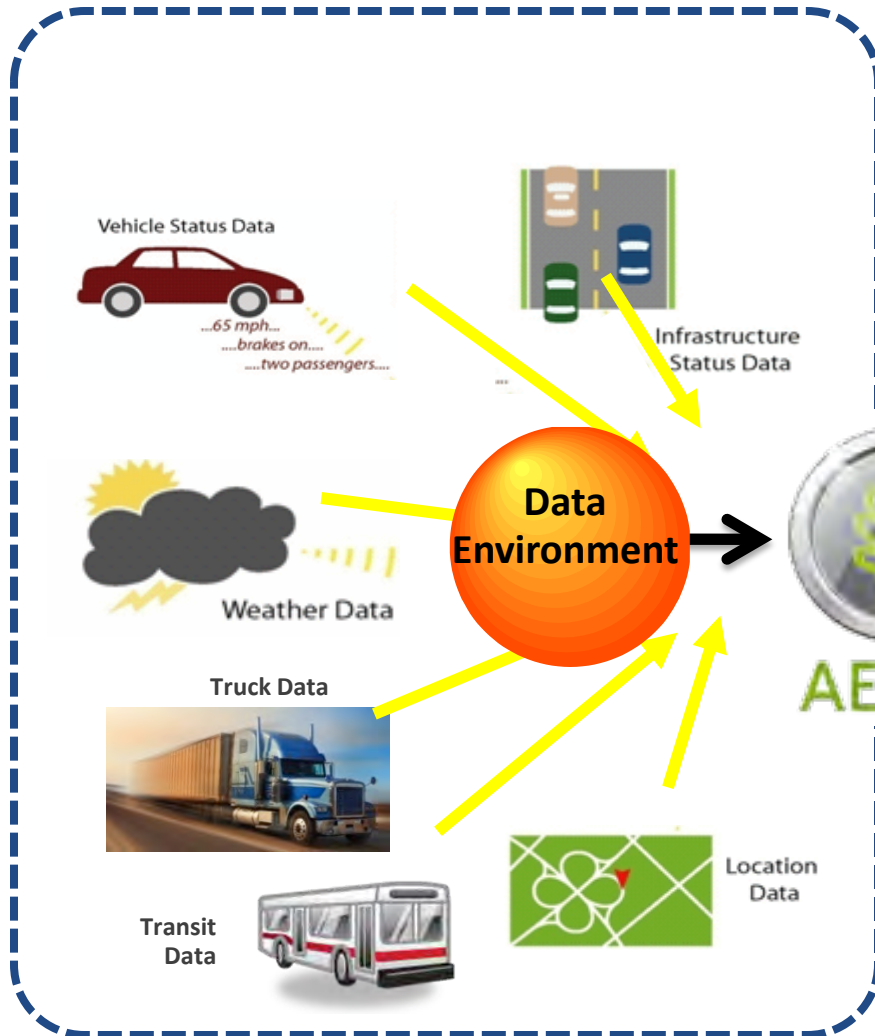 Vehicle Status Data
...65 mph...
....brakes on....
....two passengers....
...
Infrastructure
Status Data
Data
Environment
Weather Data
Truck Data
Transit
Data
Location
Data